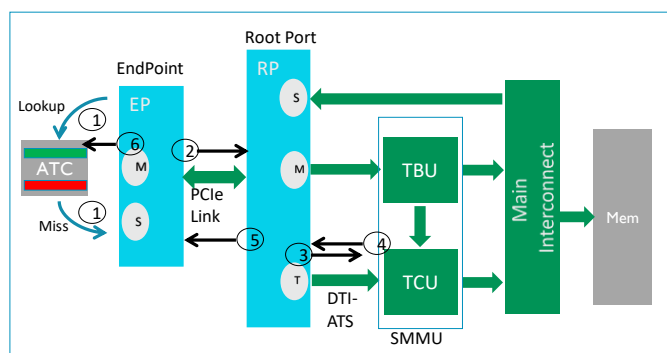 Root Port
EndPoint
RP
EP
Lookup
1
S
6
2
ATC
M
M
TBU
PCIe
Link
Main
Interconnect
Mem
1
S
Miss
5
4
3
T
TCU
DTI-
ATS
SMMU